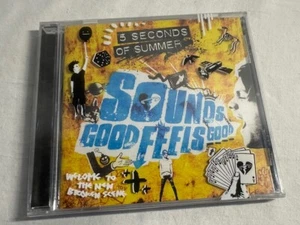 5 SECONDS
OF SUMMER
SOUNDS
GOOD FEELS GOOD
WELCOME TO
THE NEW
BROKEN SCENE